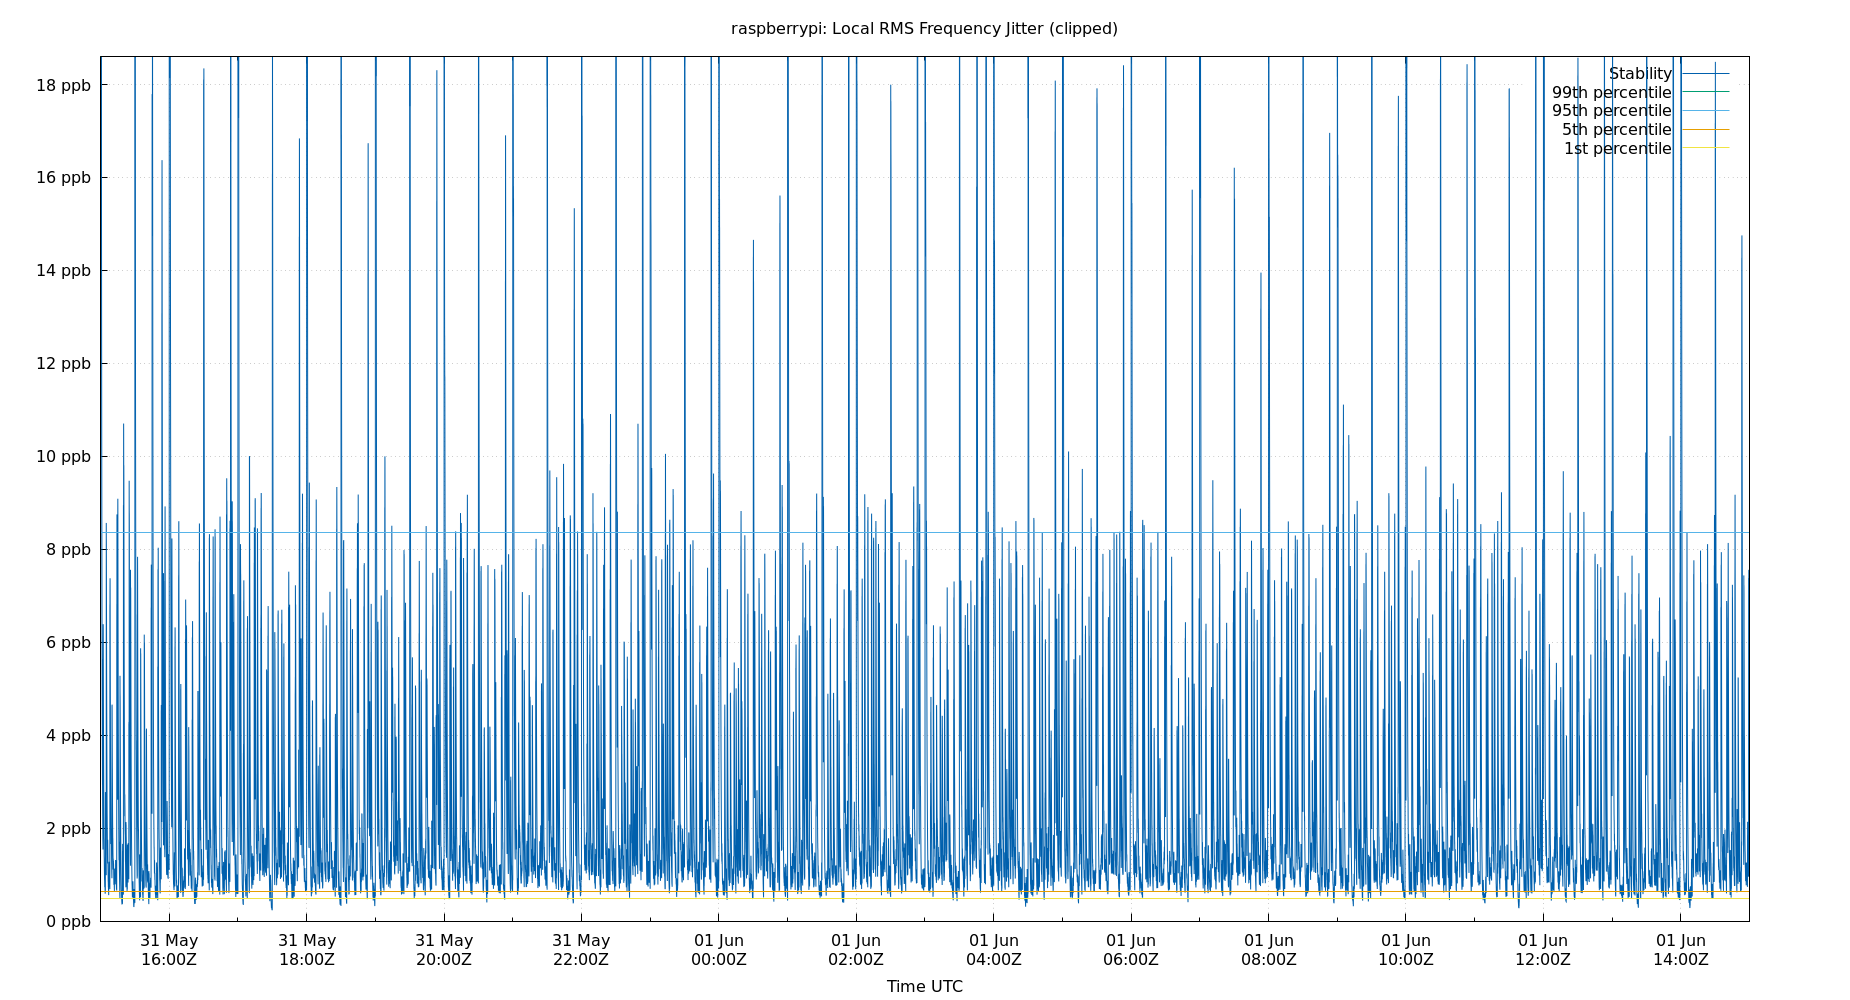 raspberrypi: Local RMS Frequency Jitter (clipped)
Stability
99th percentile
95th percentile
5th percentile
1st percentile
18 ppb
16 ppb
14 ppb
12 ppb
10 ppb
8 ppb
6 ppb
4 ppb
2 ppb
0 ppb
31 May 31 May 31 May 31 May 01 Jun 01 Jun 01 Jun 01 Jun 01 Jun 01 Jun 01 Jun 01 Jun
16:00Z 18:00Z 20:00Z 22:00Z 00:00Z 02:00Z 04:00Z 06:00Z 08:00Z 10:00Z 12:00Z 14:00Z
Time UTC